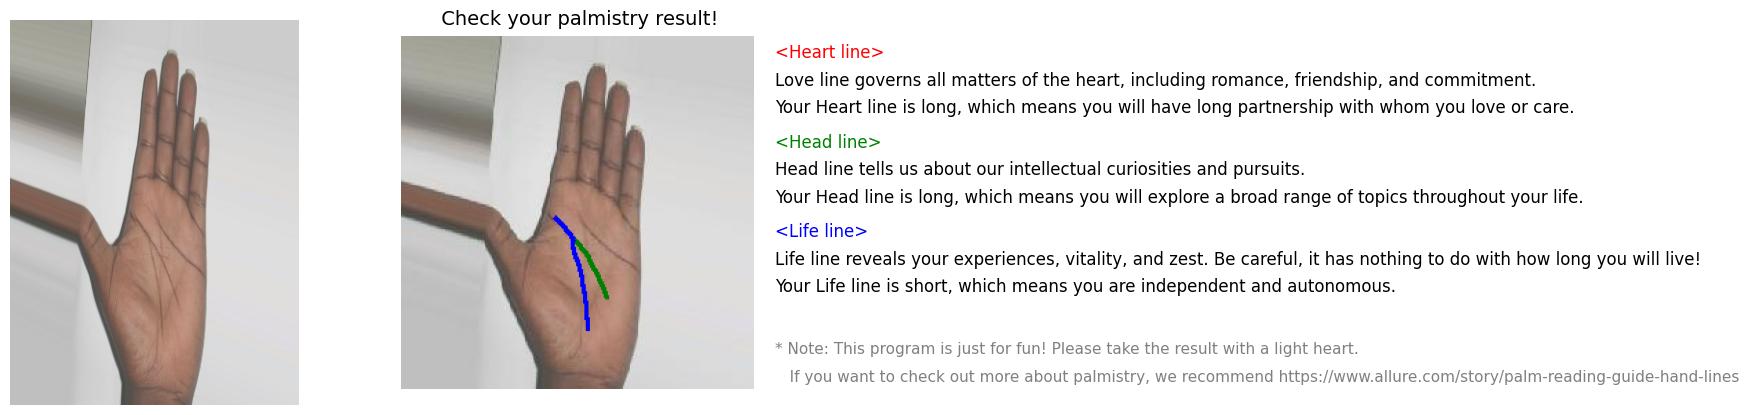 Check your palmistry result!
<Heart line>
Love line governs all matters of the heart, including romance, friendship, and commitment.
Your Heart line is long, which means you will have long partnership with whom you love or care.
<Head line>
Head line tells us about our intellectual curiosities and pursuits.
Your Head line is long, which means you will explore a broad range of topics throughout your life.
<Life line>
Life line reveals your experiences, vitality, and zest. Be careful, it has nothing to do with how long you will live!
Your Life line is short, which means you are independent and autonomous.
* Note: This program is just for fun! Please take the result with a light heart.
If you want to check out more about palmistry, we recommend https://www.allure.com/story/palm-reading-guide-hand-lines